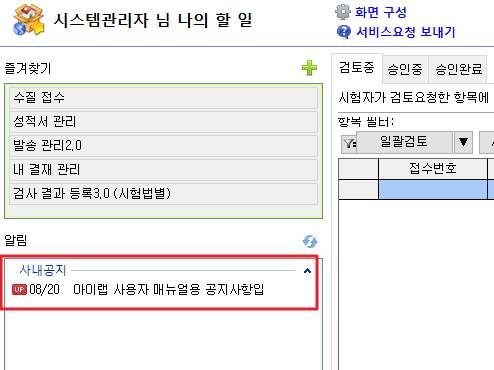 시스템관리자 님 나의 할 일
화면 구성
서비스요청 보내기
즐겨찾기
수질 접수
성적서 관리
발송 관리2.0
내 결재 관리
검사 결과 등록3.0 (시험법별)
알림
사내공지
UP 08/20 아이랩 사용자 매뉴얼용 공지사항입
검토중 승인중 승인완료
시험자가 검토요청한 항목에
항목 필터:
일괄검토
접수번호